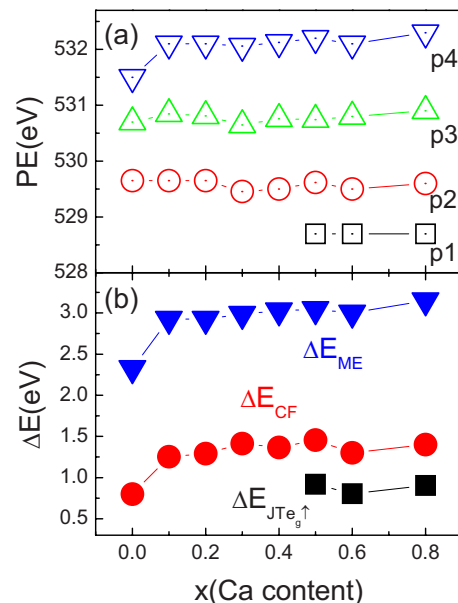 (a)
PE(eV)
532
531
530
529
528
p4
p3
p2
p1
(b)
ΔE(eV)
3.0
2.5
2.0
1.5
1.0
0.5
ΔE_ME
ΔE_CF
ΔE_JTe_g↑
0.0 0.2 0.4 0.6 0.8
x(Ca content)